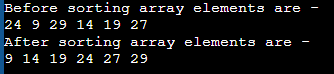 Before sorting array elements are -
24 9 29 14 19 27
After sorting array elements are -
9 14 19 24 27 29